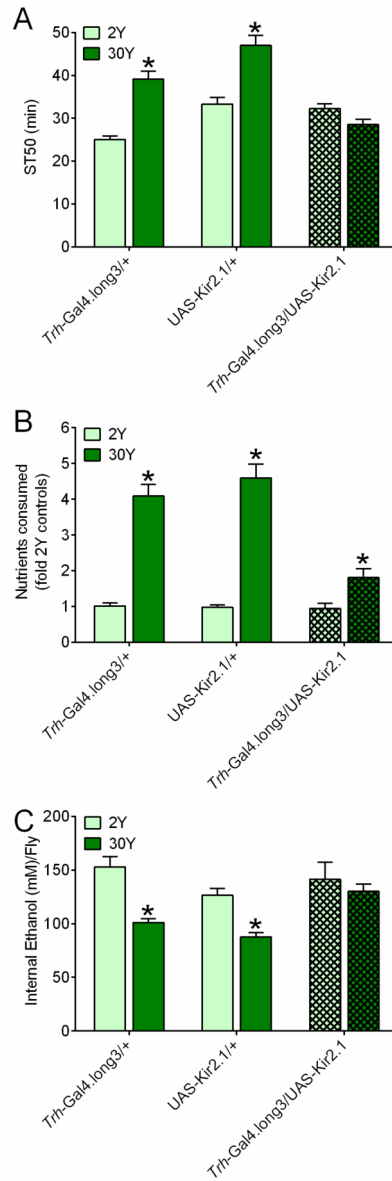 A
2Y
30Y
50
40
30
20
10
0
ST50 (min)
*
*
Trh-Gal4.long3/+
UAS-Kir2.1/+
Trh-Gal4.long3/UAS-Kir2.1
B
2Y
30Y
6
5
4
3
2
1
0
Nutrients consumed
(fold 2Y controls)
*
*
*
Trh-Gal4.long3/+
UAS-Kir2.1/+
Trh-Gal4.long3/UAS-Kir2.1
C
2Y
30Y
200
150
100
50
0
Internal Ethanol (mM)/Fly
*
*
Trh-Gal4.long3/+
UAS-Kir2.1/+
Trh-Gal4.long3/UAS-Kir2.1